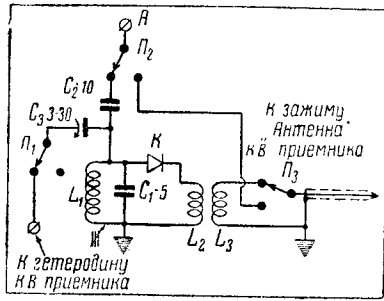 A
П₂
C₂ 10
C₃ 3-30
П₁
K
К зажиму
„Антенна"
КВ приемника
П₃
L₁
C₁-5
L₂
L₃
К гетеродину
КВ приемника